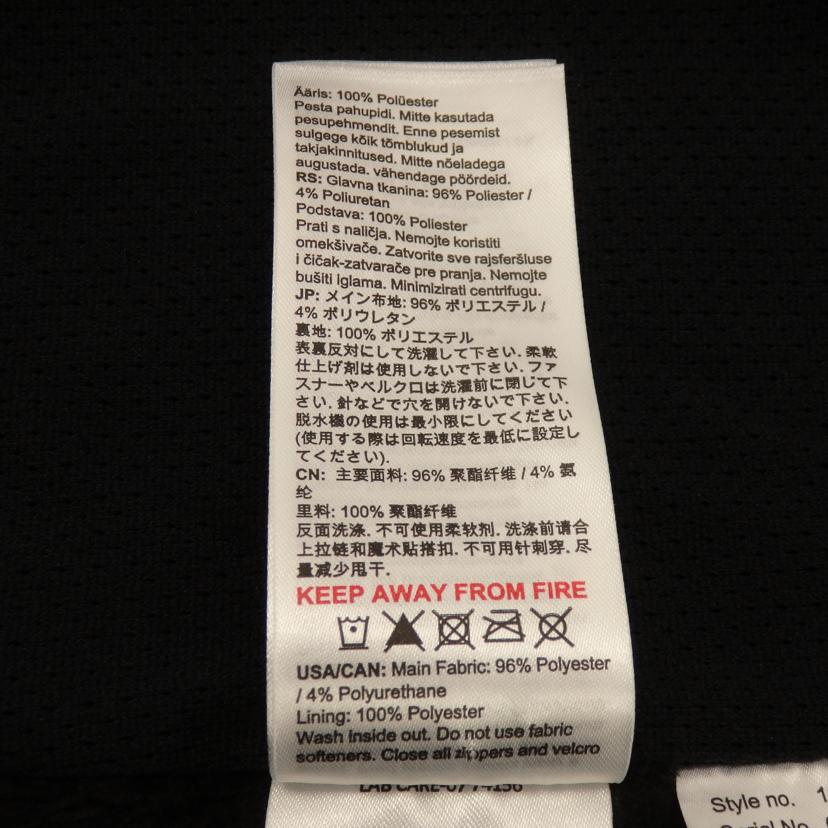 Ääris: 100% Polüester
Pesta pahupidi. Mitte kasutada
pesupehmendit. Enne pesemist
sulgege kõik tõmblukud ja
takjakinnitused. Mitte nõeladega
augustada. vähendage pöördeid.
RS: Glavna tkanina: 96% Poliester /
4% Poliuretan
Podstava: 100% Poliester
Prati s naličja. Nemojte koristiti
omekšivače. Zatvorite sve rajsferšluse
i čičak-zatvarače pre pranja. Nemojte
bušiti iglama. Minimizirati centrifugu.
JP: メイン布地: 96% ポリエステル /
4% ポリウレタン
裏地: 100% ポリエステル
表裏反対にして洗濯して下さい. 柔軟
仕上げ剤は使用しないで下さい. ファ
スナーやベルクロは洗濯前に閉じて下
さい. 針などで穴を開けないで下さい.
脱水機の使用は最小限にしてください
(使用する際は回転速度を最低に設定し
てください).
CN: 主要面料: 96% 聚酯纤维 / 4% 氨
纶
里料: 100% 聚酯纤维
反面洗涤. 不可使用柔软剂. 洗涤前请合
上拉链和魔术贴搭扣. 不可用针刺穿. 尽
量减少甩干.
KEEP AWAY FROM FIRE
USA/CAN: Main Fabric: 96% Polyester
/ 4% Polyurethane
Lining: 100% Polyester
Wash inside out. Do not use fabric
softeners. Close all zippers and velcro
LAB CARE-07 74156
Style no. 1
Serial No.